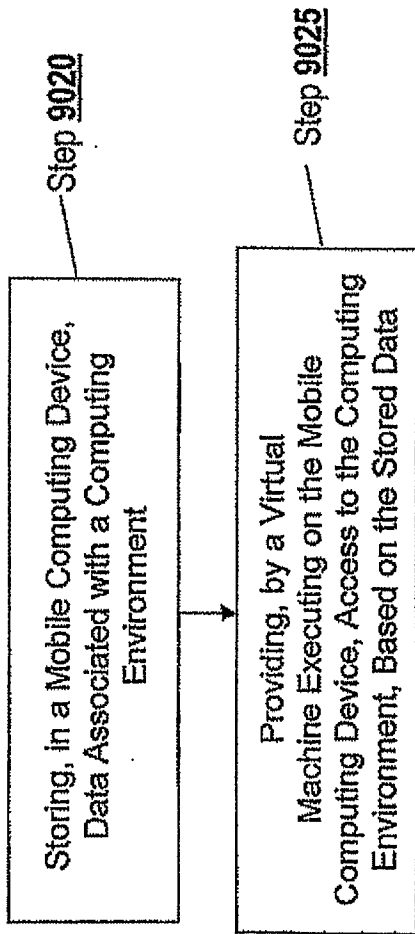 Storing, in a Mobile Computing Device,
Data Associated with a Computing
Environment
Step 9020
Providing, by a Virtual
Machine Executing on the Mobile
Computing Device, Access to the Computing
Environment, Based on the Stored Data
Step 9025